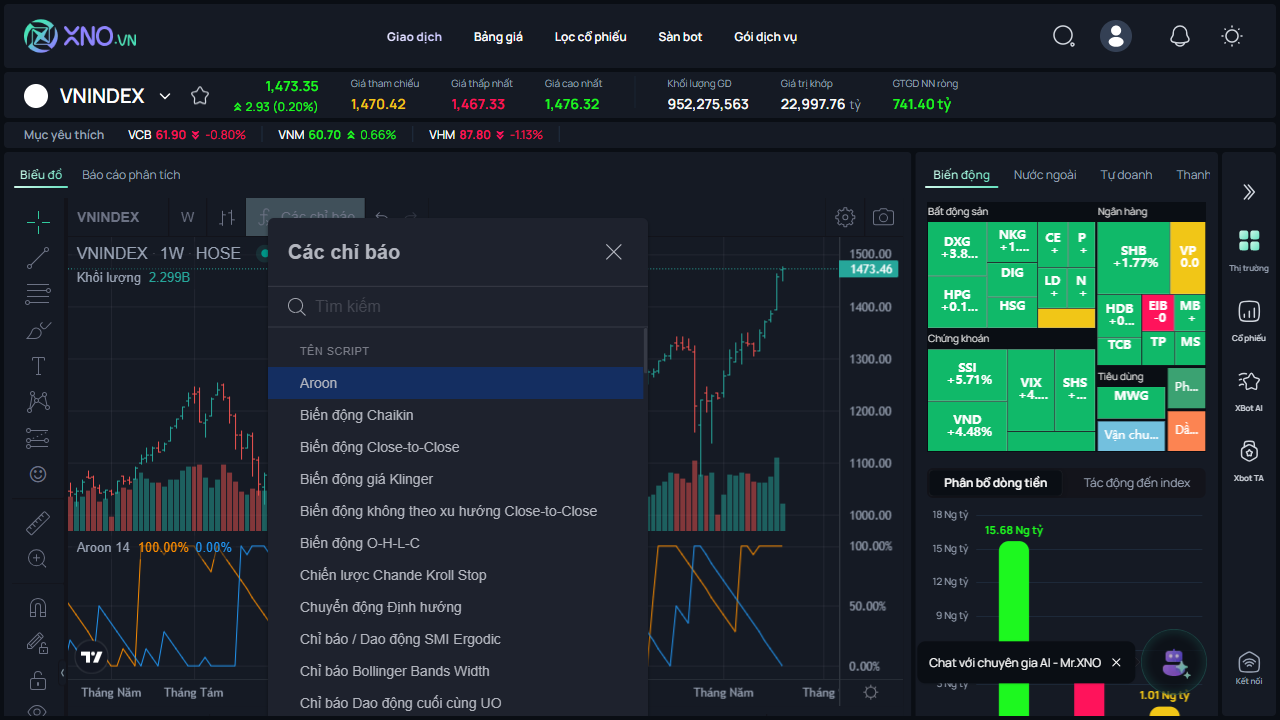 XNO.VN
Giao dịch
Bảng giá
Lọc cổ phiếu
Sàn bot
Gói dịch vụ
VNINDEX
1,473.35
2.93 (0.20%)
Giá tham chiếu
1,470.42
Giá thấp nhất
1,467.33
Giá cao nhất
1,476.32
Khối lượng GD
952,275,563
Giá trị khớp
22,997.76 tỷ
GTGD NN ròng
741.40 tỷ
Mục yêu thích
VCB 61.90 -0.80%
VNM 60.70 0.66%
VHM 87.80 -1.13%
Biểu đồ
Báo cáo phân tích
VNINDEX
W
Các chỉ báo
VNINDEX · 1W · HOSE
Khối lượng 2.299B
Các chỉ báo
Tìm kiếm
TÊN SCRIPT
Aroon
Biến động Chaikin
Biến động Close-to-Close
Biến động giá Klinger
Biến động không theo xu hướng Close-to-Close
Biến động O-H-L-C
Chiến lược Chande Kroll Stop
Chuyển động Định hướng
Chỉ báo / Dao động SMI Ergodic
Chỉ báo Bollinger Bands Width
Chỉ báo Dao động cuối cùng UO
1500.00
1473.46
1400.00
1300.00
1200.00
1100.00
1000.00
Aroon 14 100.00% 0.00%
100.00%
50.00%
0.00%
Tháng Năm
Tháng Tám
Tháng Năm
Tháng
Biến động
Nước ngoài
Tự doanh
Thanh
Bất động sản
DXG
+3.8...
NKG
+1....
CE
+
P
+
HPG
+0.1...
DIG
HSG
LD
+
N
+
Ngân hàng
SHB
+1.77%
VP
0.0
HDB
+0...
EIB
-0
MB
+
TCB
TP
MS
Chứng khoán
SSI
+5.71%
VND
+4.48%
VIX
+4....
SHS
+...
Tiêu dùng
MWG
Ph...
Vận chu...
Dầ...
Phân bổ dòng tiền
Tác động đến index
18 Ng tỷ
15 Ng tỷ
12 Ng tỷ
9 Ng tỷ
3 Ng tỷ
15.68 Ng tỷ
1.01 Ng tỷ
Chat với chuyên gia AI - Mr.XNO
Thị trường
Cổ phiếu
XBot AI
Xbot TA
Kết nối